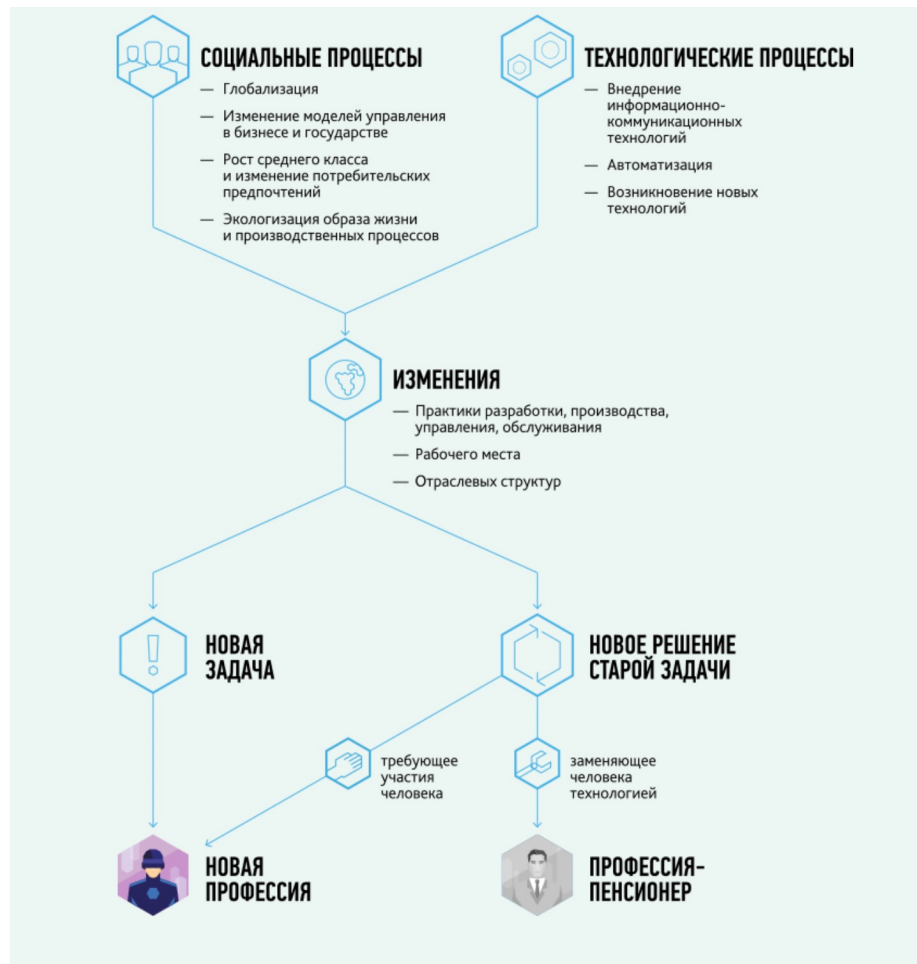 СОЦИАЛЬНЫЕ ПРОЦЕССЫ
— Глобализация
— Изменение моделей управления
в бизнесе и государстве
— Рост среднего класса
и изменение потребительских
предпочтений
— Экологизация образа жизни
и производственных процессов
ТЕХНОЛОГИЧЕСКИЕ ПРОЦЕССЫ
— Внедрение
информационно-
коммуникационных
технологий
— Автоматизация
— Возникновение новых
технологий
ИЗМЕНЕНИЯ
— Практики разработки, производства,
управления, обслуживания
— Рабочего места
— Отраслевых структур
НОВАЯ
ЗАДАЧА
НОВОЕ РЕШЕНИЕ
СТАРОЙ ЗАДАЧИ
требующее
участия
человека
заменяющее
человека
технологией
НОВАЯ
ПРОФЕССИЯ
ПРОФЕССИЯ-
ПЕНСИОНЕР